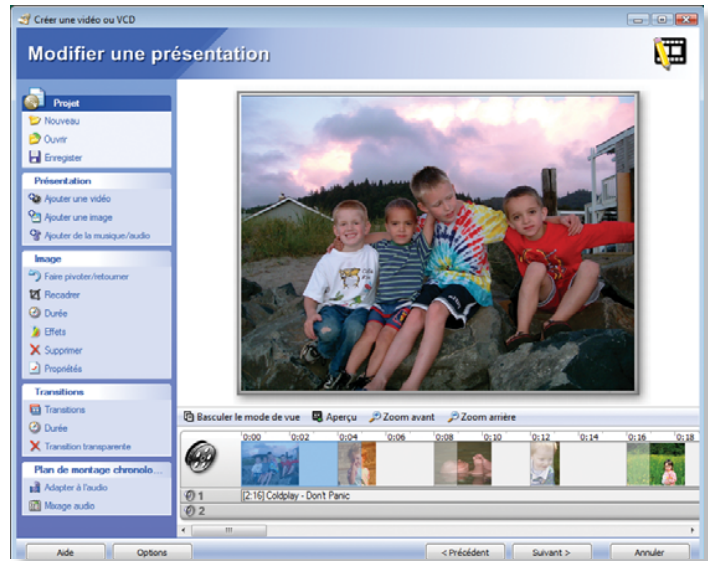 Créer une vidéo ou VCD
Modifier une présentation
Projet
Nouveau
Ouvrir
Enregister
Présentation
Ajouter une vidéo
Ajouter une image
Ajouter de la musique/audio
Image
Faire pivoter/retourner
Recadrer
Durée
Effets
Supprimer
Propriétés
Transitions
Transitions
Durée
Transition transparente
Plan de montage chronolo...
Adapter à l'audio
Mixage audio
Basculer le mode de vue Aperçu Zoom avant Zoom arrière
0:00 0:02 0:04 0:06 0:08 0:10 0:12 0:14 0:16 0:18
1 [2:16] Coldplay - Don't Panic
2
Aide Options < Précédent Suivant > Annuler